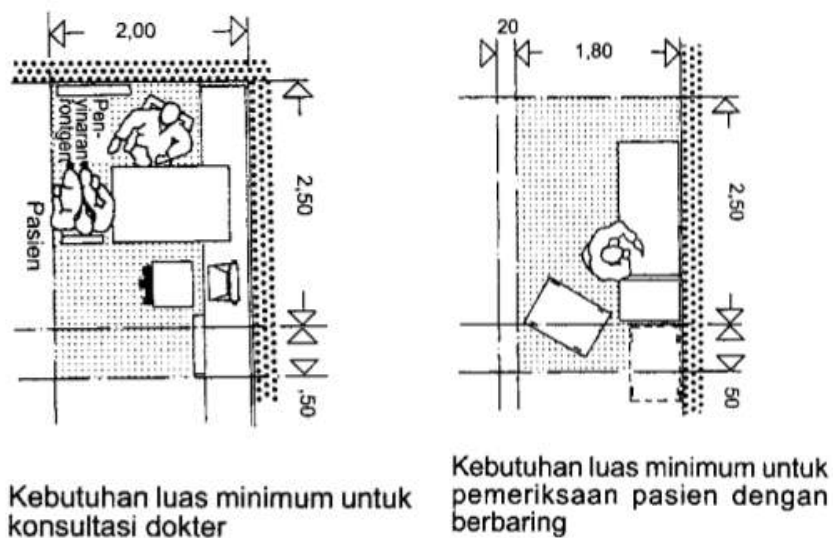 2,00
Pen-
yinaran
rontgen
Pasien
2,50
,50
20
1,80
2,50
50
Kebutuhan luas minimum untuk
konsultasi dokter
Kebutuhan luas minimum untuk
pemeriksaan pasien dengan
berbaring